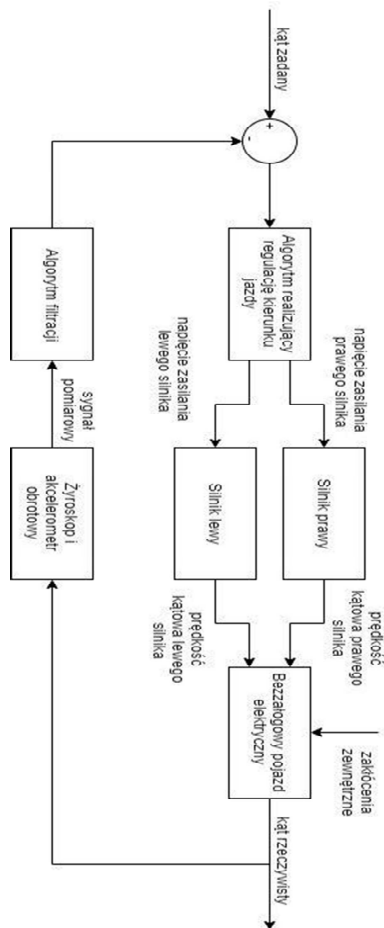 kąt zadany
+
-
Algorytm realizujący
regulację kierunku
jazdy
napięcie zasilania
prawego silnika
napięcie zasilania
lewego silnika
Silnik prawy
Silnik lewy
prędkość
kątowa prawego
silnika
prędkość
kątowa lewego
silnika
zakłócenia
zewnętrzne
Bezzałogowy pojazd
elektryczny
kąt rzeczywisty
Żyroskop i
akcelerometr
obrotowy
sygnał
pomiarowy
Algorytm filtracji